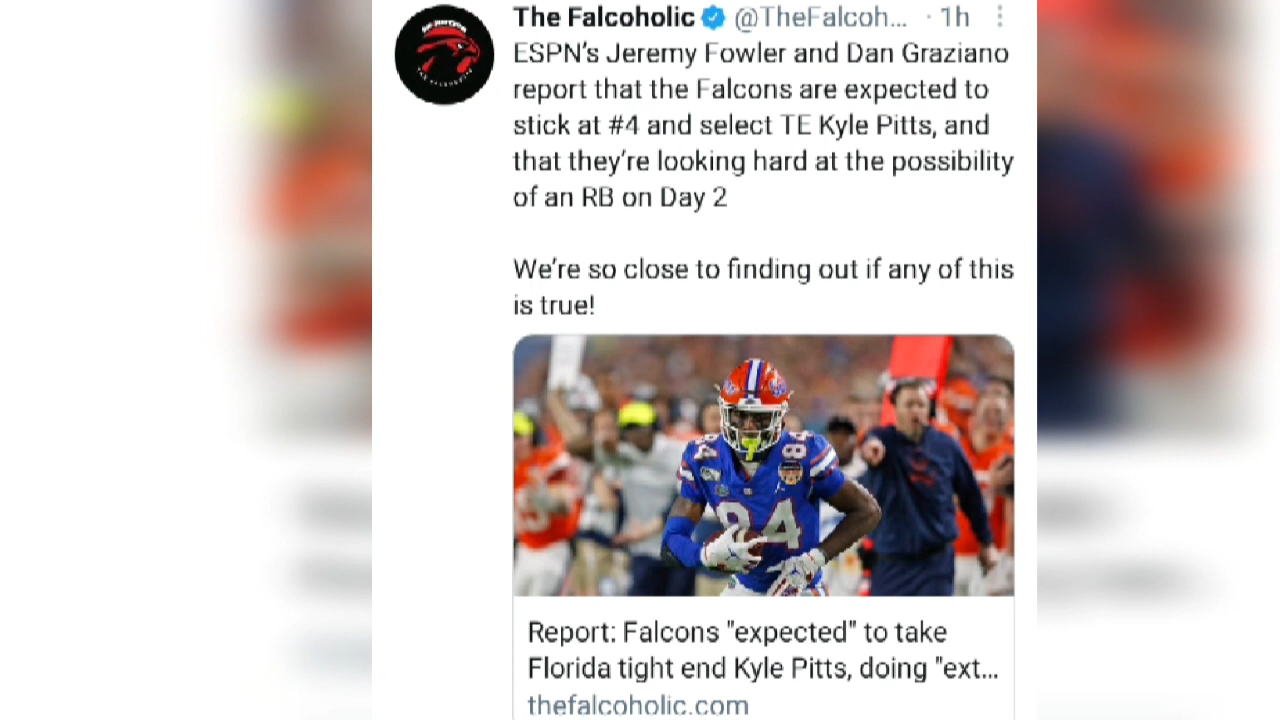 The Falcoholic @TheFalcoh... · 1h
ESPN's Jeremy Fowler and Dan Graziano
report that the Falcons are expected to
stick at #4 and select TE Kyle Pitts, and
that they're looking hard at the possibility
of an RB on Day 2
We're so close to finding out if any of this
is true!
84
84
Report: Falcons "expected" to take
Florida tight end Kyle Pitts, doing "ext...
thefalcoholic.com